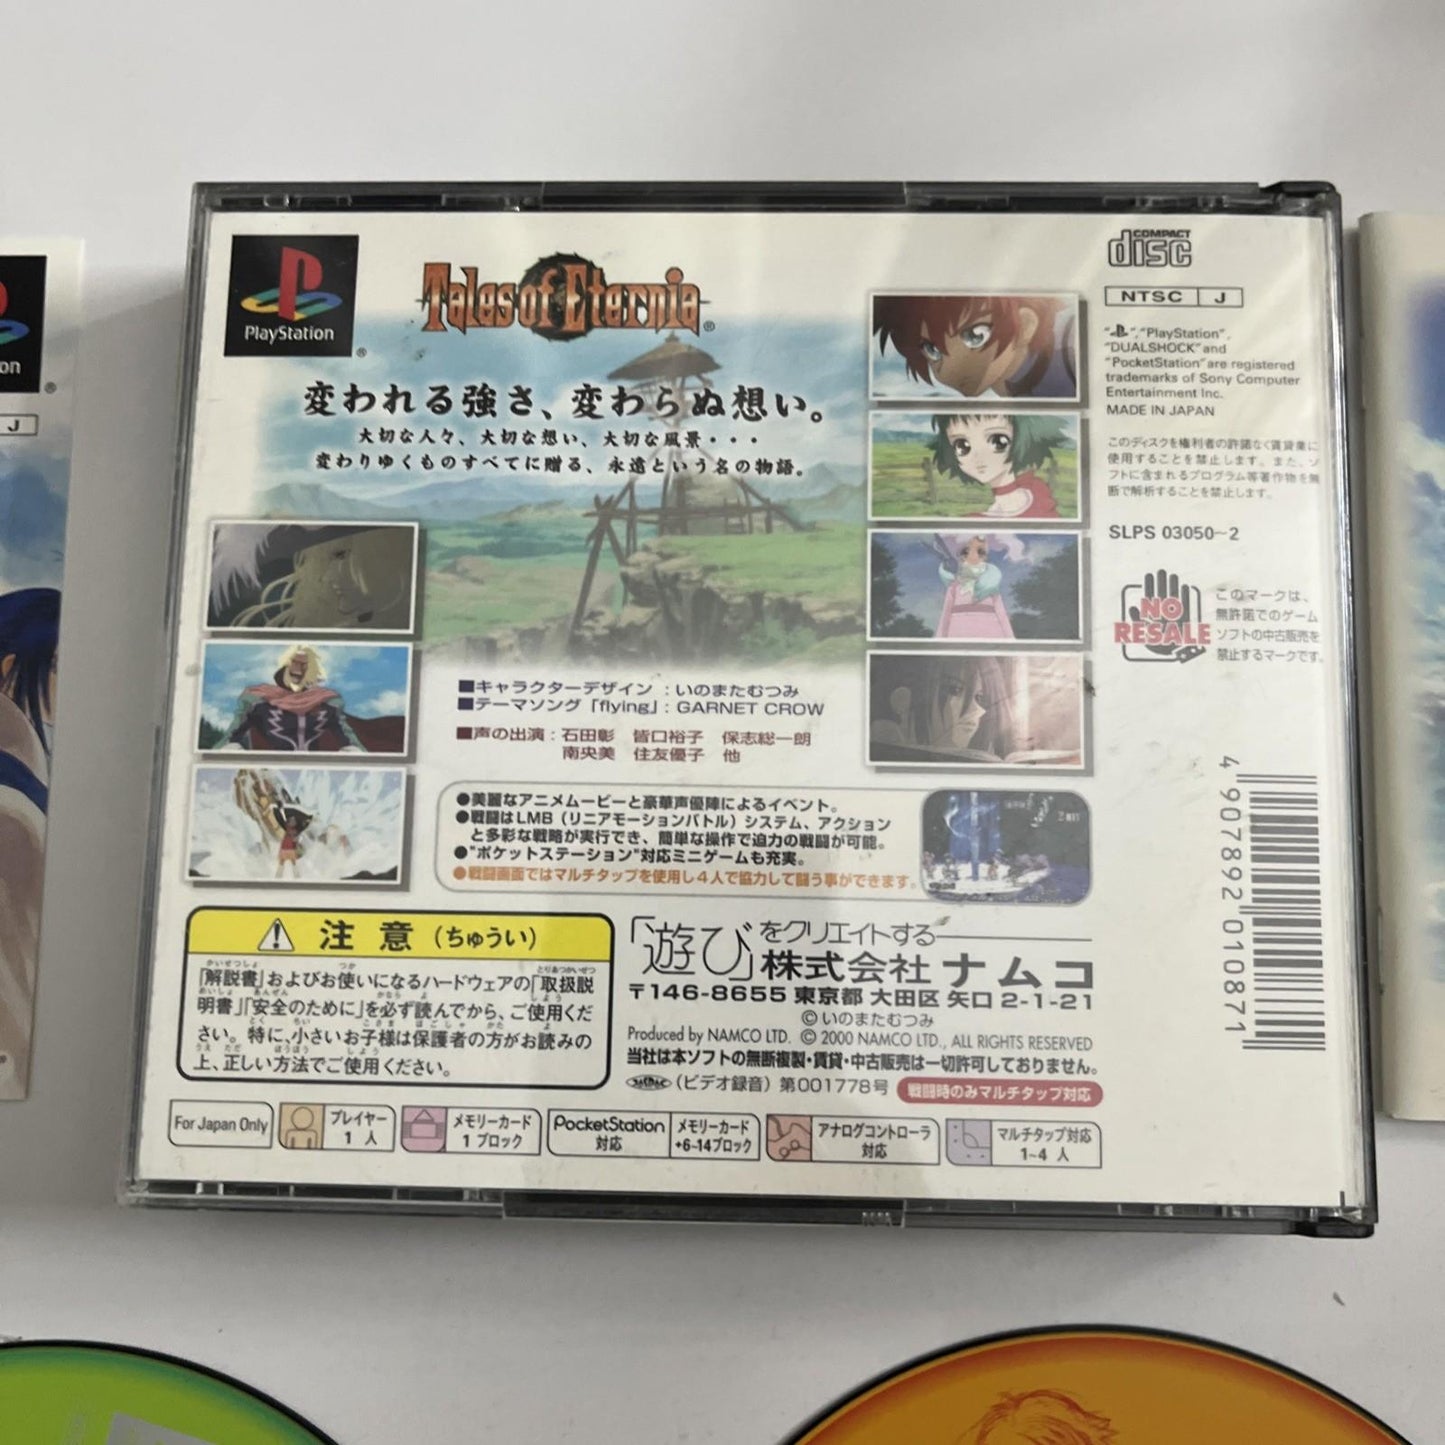 PlayStation
®
Tales of Eternia®
変われる強さ、変わらぬ想い。
大切な人々、大切な想い、大切な風景・・・
変わりゆくものすべてに贈る、永遠という名の物語。
■キャラクターデザイン：いのまたむつみ
■テーマソング「flying」：GARNET CROW
■声の出演：石田彰 皆口裕子 保志総一朗
南央美 住友優子 他
●美麗なアニメムービーと豪華声優陣によるイベント。
●戦闘はLMB（リニアモーションバトル）システム、アクション
と多彩な戦略が実行でき、簡単な操作で迫力の戦闘が可能。
●"ポケットステーション"対応ミニゲームも充実。
●戦闘画面ではマルチタップを使用し4人で協力して闘う事ができます。
COMPACT
disc
NTSC J
"PS","PlayStation",
"DUALSHOCK" and
"PocketStation" are registered
trademarks of Sony Computer
Entertainment Inc.
MADE IN JAPAN
このディスクを権利者の許諾なく賃貸業に
使用することを禁止します。また、ソ
フトに含まれるプログラム等著作物を無
断で解析することを禁止します。
SLPS 03050~2
NO
RESALE
このマークは、
無許諾でのゲーム
ソフトの中古販売を
禁止するマークです。
4 907892 010871
注意（ちゅうい）
「解説書」およびお使いになるハードウェアの「取扱説
明書」「安全のために」を必ず読んでから、ご使用くだ
さい。特に、小さいお子様は保護者の方がお読みの
上、正しい方法でご使用ください。
「遊び」をクリエイトする
株式会社ナムコ
〒146-8655 東京都 大田区 矢口 2-1-21
©いのまたむつみ
Produced by NAMCO LTD. © 2000 NAMCO LTD., ALL RIGHTS RESERVED
当社は本ソフトの無断複製・賃貸・中古販売は一切許可しておりません。
JASRAC（ビデオ録音）第001778号 戦闘時のみマルチタップ対応
For Japan Only
プレイヤー
1 人
メモリーカード
1 ブロック
PocketStation
対応
メモリーカード
+6~14ブロック
アナログコントローラ
対応
マルチタップ対応
1~4 人
on
®
J